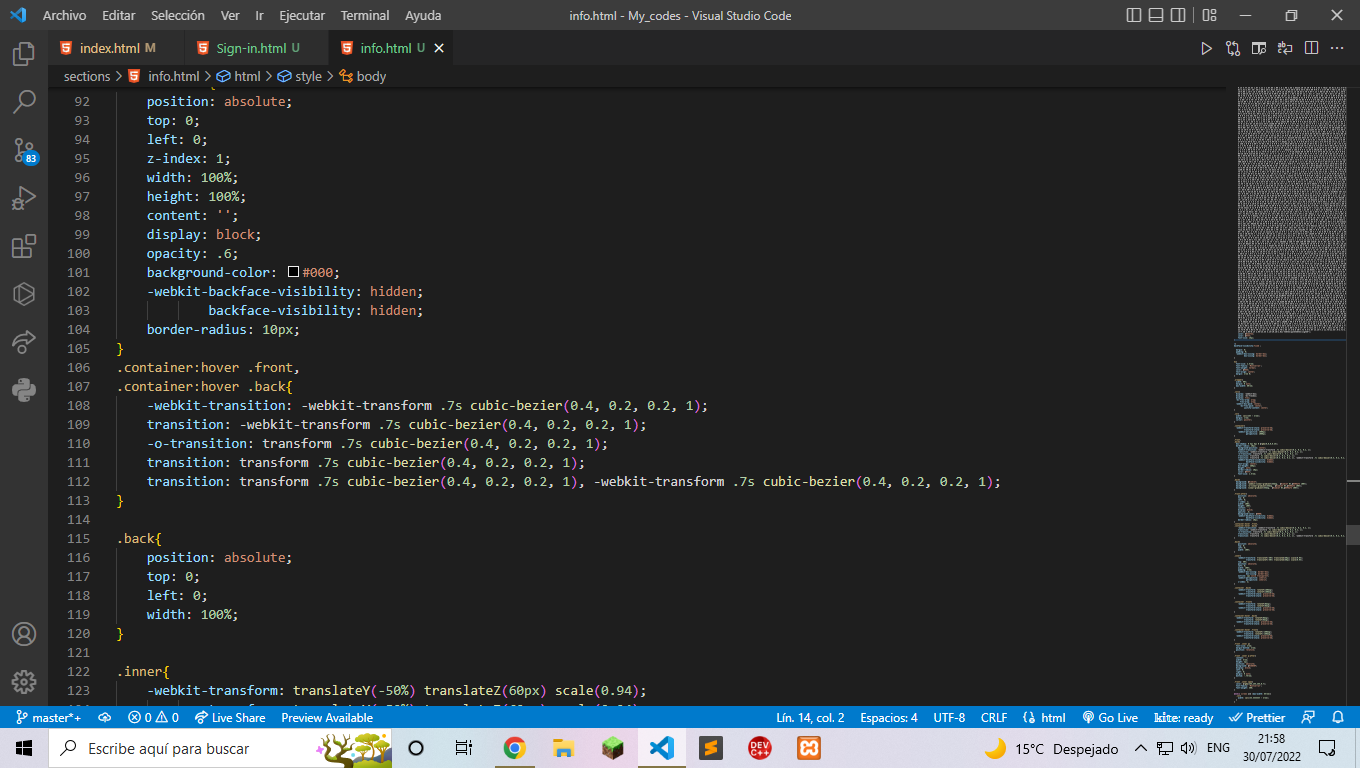 Archivo Editar Selección Ver Ir Ejecutar Terminal Ayuda info.html - My_codes - Visual Studio Code
index.html M Sign-in.html U info.html U
sections > info.html > html > style > body
92 position: absolute;
93 top: 0;
94 left: 0;
95 z-index: 1;
96 width: 100%;
97 height: 100%;
98 content: '';
99 display: block;
100 opacity: .6;
101 background-color: #000;
102 -webkit-backface-visibility: hidden;
103 backface-visibility: hidden;
104 border-radius: 10px;
105 }
106 .container:hover .front,
107 .container:hover .back{
108 -webkit-transition: -webkit-transform .7s cubic-bezier(0.4, 0.2, 0.2, 1);
109 transition: -webkit-transform .7s cubic-bezier(0.4, 0.2, 0.2, 1);
110 -o-transition: transform .7s cubic-bezier(0.4, 0.2, 0.2, 1);
111 transition: transform .7s cubic-bezier(0.4, 0.2, 0.2, 1);
112 transition: transform .7s cubic-bezier(0.4, 0.2, 0.2, 1), -webkit-transform .7s cubic-bezier(0.4, 0.2, 0.2, 1);
113 }
114
115 .back{
116 position: absolute;
117 top: 0;
118 left: 0;
119 width: 100%;
120 }
121
122 .inner{
123 -webkit-transform: translateY(-50%) translateZ(60px) scale(0.94);
83
master*+ 0 0 Live Share Preview Available Lín. 14, col. 2 Espacios: 4 UTF-8 CRLF html Go Live kite: ready Prettier
Escribe aquí para buscar DEV C++ 15°C Despejado ENG 21:58
30/07/2022